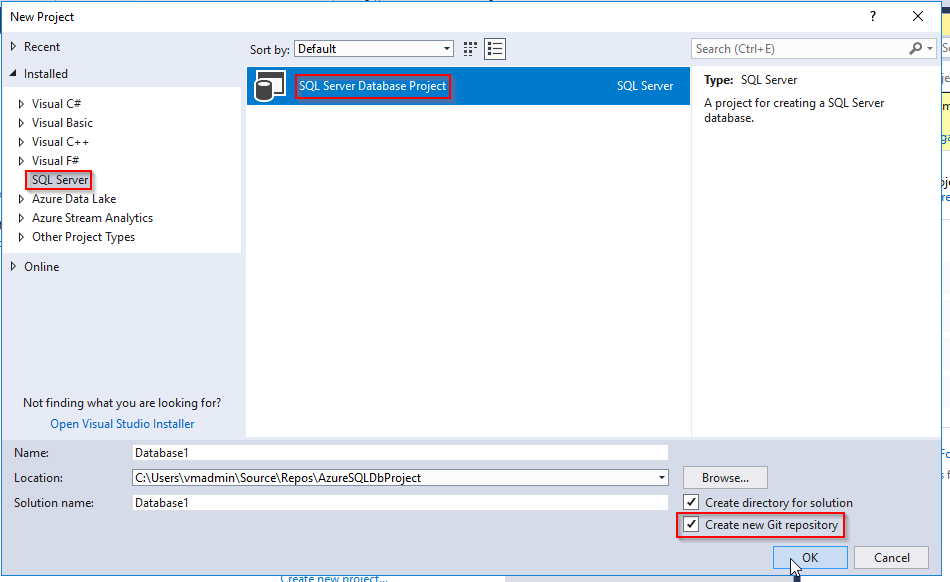 New Project
?
Recent
Installed
Visual C#
Visual Basic
Visual C++
Visual F#
SQL Server
Azure Data Lake
Azure Stream Analytics
Other Project Types
Online
Not finding what you are looking for?
Open Visual Studio Installer
Sort by: Default
SQL Server Database Project SQL Server
Search (Ctrl+E)
Type: SQL Server
A project for creating a SQL Server
database.
Name: Database1
Location: C:\Users\vmadmin\Source\Repos\AzureSQLDbProject
Browse...
Solution name: Database1
Create directory for solution
Create new Git repository
OK Cancel
Create new project...